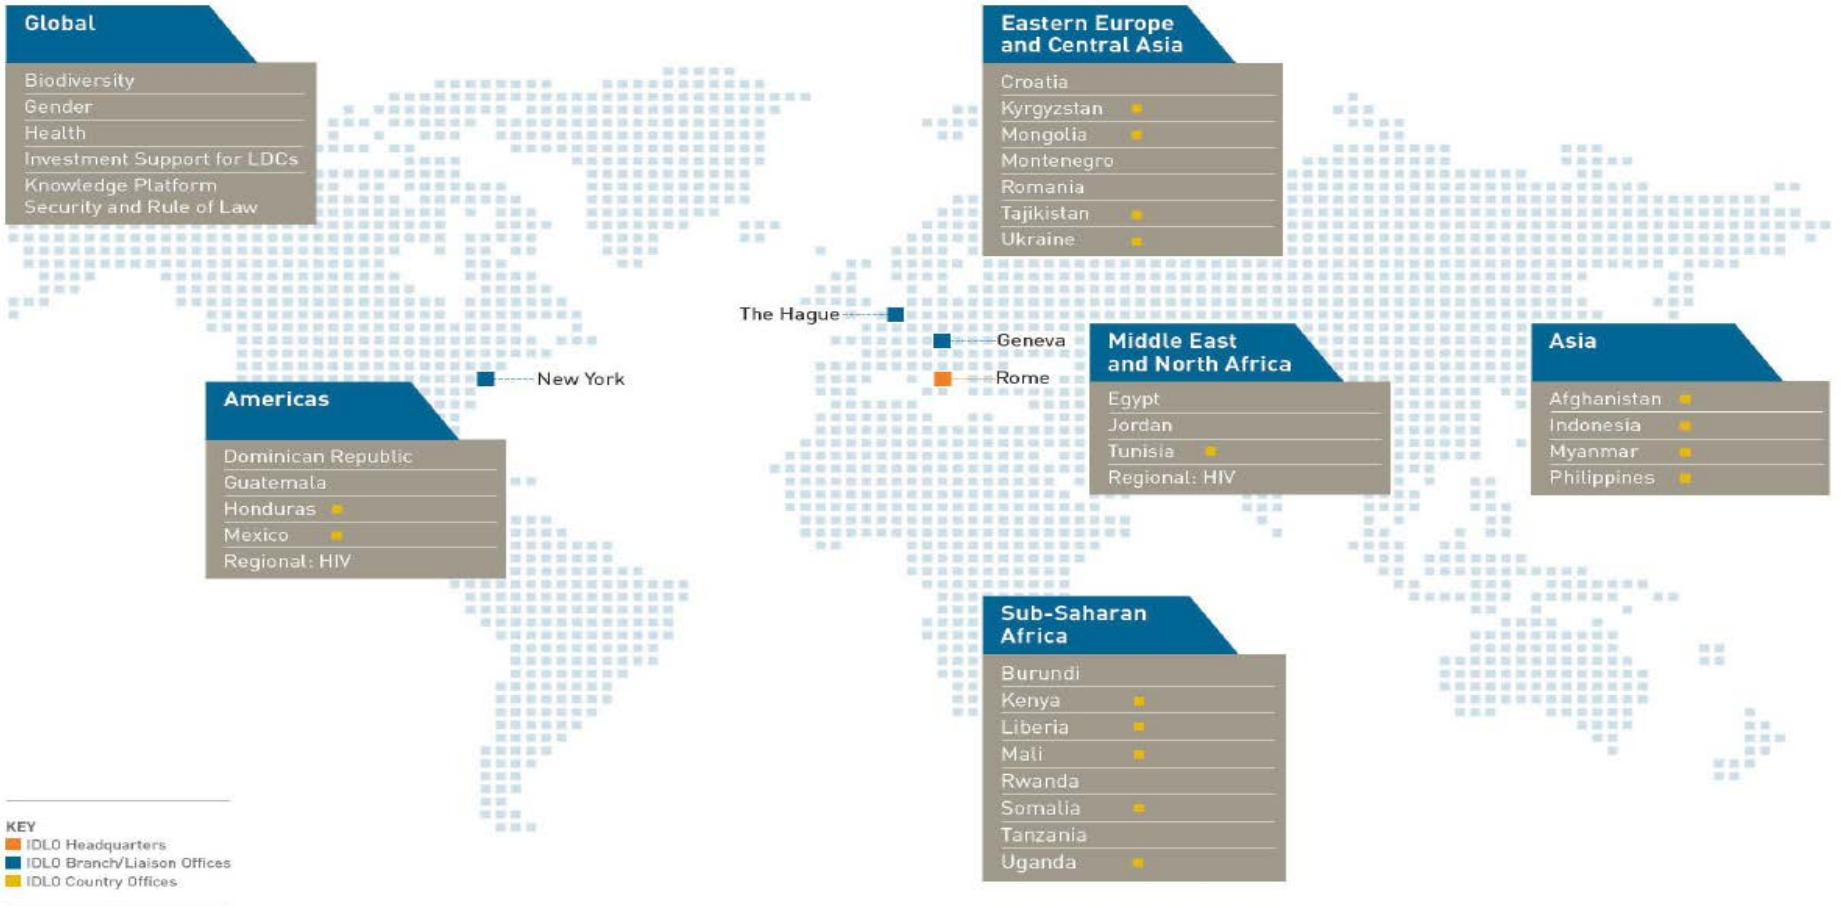 Global
Biodiversity
Gender
Health
Investment Support for LDCs
Knowledge Platform
Security and Rule of Law
Eastern Europe
and Central Asia
Croatia
Kyrgyzstan
Mongolia
Montenegro
Romania
Tajikistan
Ukraine
The Hague
Geneva
Rome
New York
Americas
Dominican Republic
Guatemala
Honduras
Mexico
Regional: HIV
Middle East
and North Africa
Egypt
Jordan
Tunisia
Regional: HIV
Asia
Afghanistan
Indonesia
Myanmar
Philippines
Sub-Saharan
Africa
Burundi
Kenya
Liberia
Mali
Rwanda
Somalia
Tanzania
Uganda
KEY
IDLO Headquarters
IDLO Branch/Liaison Offices
IDLO Country Offices